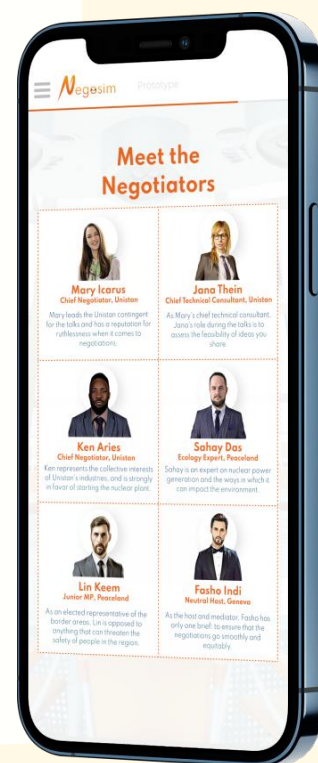 Negosim
Prototype
Meet the
Negotiators
Mary Icarus
Chief Negotiator, Unistan
Mary leads the Unistan contingent
for the talks and has a reputation for
ruthlessness when it comes to
negotiations.
Jana Thein
Chief Technical Consultant, Unistan
As Mary's chief technical consultant,
Jana's role during the talks is to
assess the feasibility of ideas you
share.
Ken Aries
Chief Negotiator, Unistan
Ken represents the collective interests
of Unistan's industries, and is strongly
in favor of starting the nuclear plant.
Sahay Das
Ecology Expert, Peaceland
Sahay is an expert on nuclear power
generation and the ways in which it
can impact the environment.
Lin Keem
Junior MP, Peaceland
As an elected representative of the
border areas, Lin is opposed to
anything that can threaten the
safety of people in the region.
Fasho Indi
Neutral Host, Geneva
As the host and mediator, Fasho has
only one brief: to ensure that the
negotiations go smoothly and
equitably.